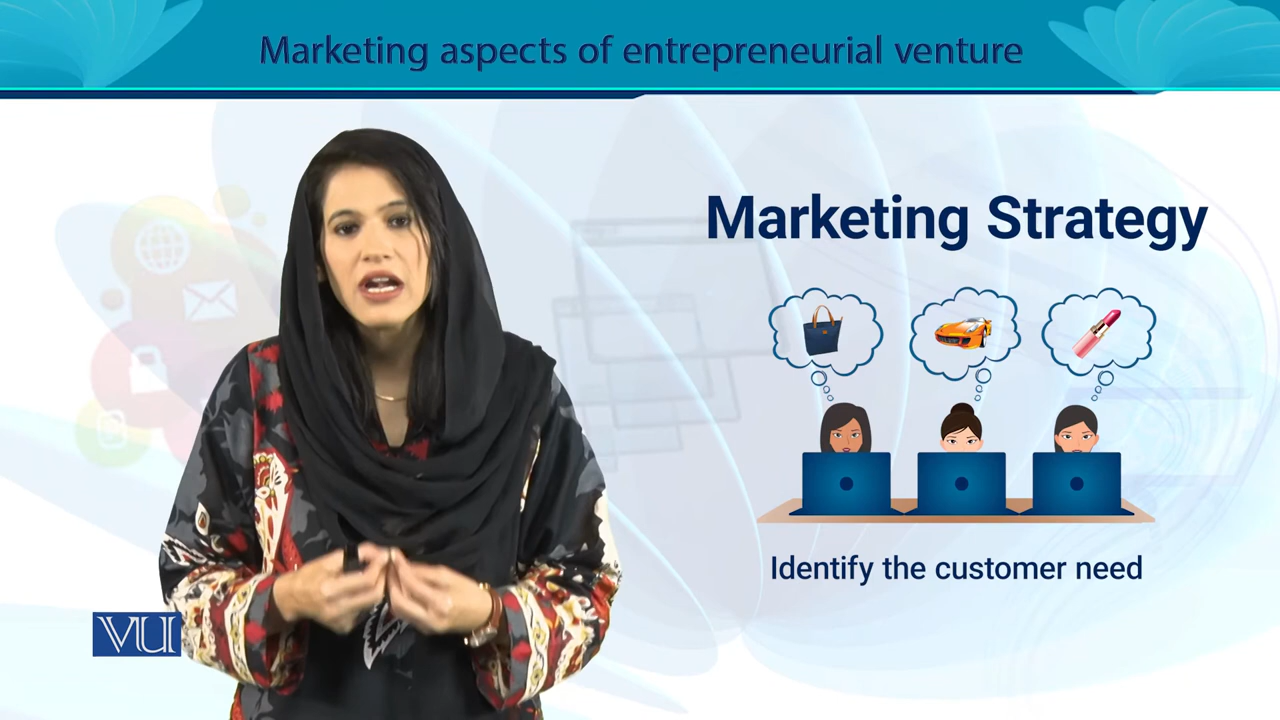 Marketing aspects of entrepreneurial venture
Marketing Strategy
Identify the customer need
VU